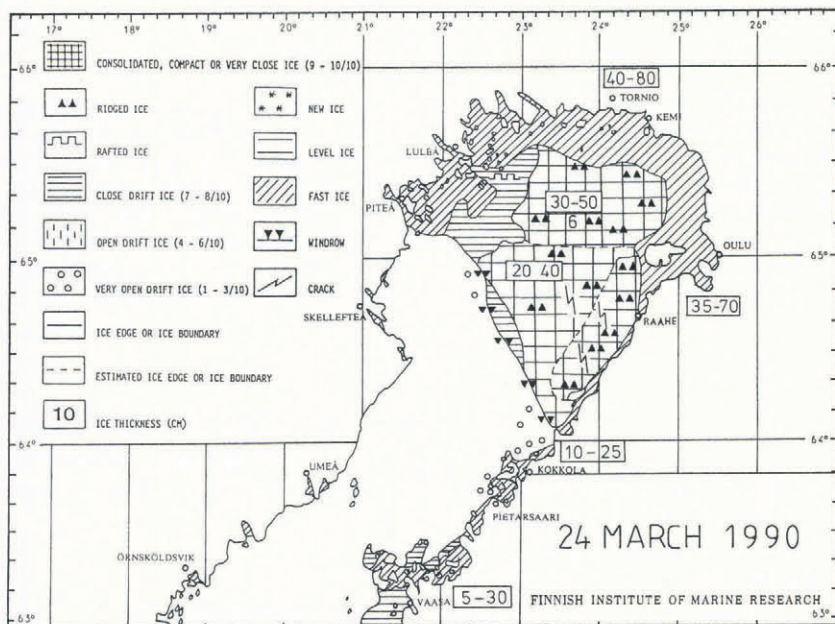 17° 18° 19° 20° 21° 22° 23° 24° 25° 26°
66° 66°
65° 65°
64° 64°
63° 63°
CONSOLIDATED, COMPACT OR VERY CLOSE ICE (9 - 10/10)
RIDGED ICE
NEW ICE
RAFTED ICE
LEVEL ICE
CLOSE DRIFT ICE (7 - 8/10)
FAST ICE
OPEN DRIFT ICE (4 - 6/10)
WINDROW
VERY OPEN DRIFT ICE (1 - 3/10)
CRACK
ICE EDGE OR ICE BOUNDARY
ESTIMATED ICE EDGE OR ICE BOUNDARY
10 ICE THICKNESS (CM)
40-80
TORNIO
KEMI
LULEÅ
PITEÅ
30-50
6
OULU
20 40
SKELLEFTEÅ
35-70
RAAHE
10-25
KOKKOLA
UMEÅ
PIETARSAARI
ÖRNSKÖLDSVIK
24 MARCH 1990
VAASA
5-30
FINNISH INSTITUTE OF MARINE RESEARCH